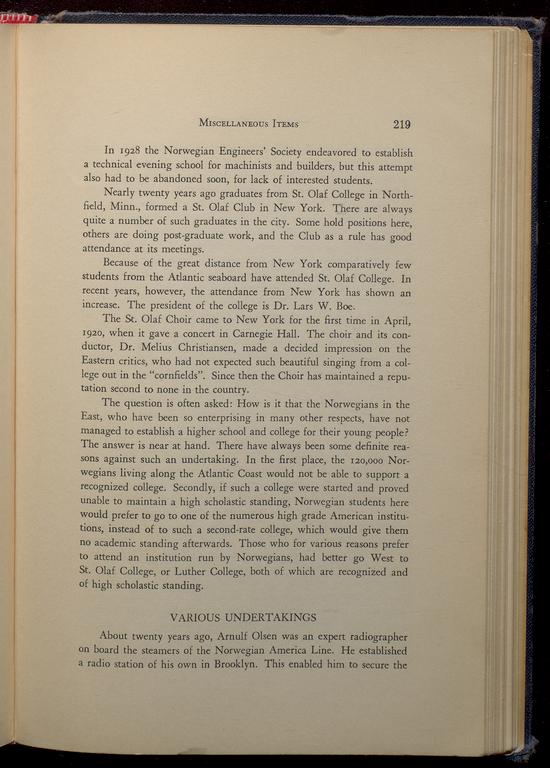 Miscellaneous Items 219
In 1928 the Norwegian Engineers' Society endeavored to establish
a technical evening school for machinists and builders, but this attempt
also had to be abandoned soon, for lack of interested students.
Nearly twenty years ago graduates from St. Olaf College in North-
field, Minn., formed a St. Olaf Club in New York. There are always
quite a number of such graduates in the city. Some hold positions here,
others are doing post-graduate work, and the Club as a rule has good
attendance at its meetings.
Because of the great distance from New York comparatively few
students from the Atlantic seaboard have attended St. Olaf College. In
recent years, however, the attendance from New York has shown an
increase. The president of the college is Dr. Lars W. Boe.
The St. Olaf Choir came to New York for the first time in April,
1920, when it gave a concert in Carnegie Hall. The choir and its con-
ductor, Dr. Melius Christiansen, made a decided impression on the
Eastern critics, who had not expected such beautiful singing from a col-
lege out in the "cornfields". Since then the Choir has maintained a repu-
tation second to none in the country.
The question is often asked: How is it that the Norwegians in the
East, who have been so enterprising in many other respects, have not
managed to establish a higher school and college for their young people?
The answer is near at hand. There have always been some definite rea-
sons against such an undertaking. In the first place, the 120,000 Nor-
wegians living along the Atlantic Coast would not be able to support a
recognized college. Secondly, if such a college were started and proved
unable to maintain a high scholastic standing, Norwegian students here
would prefer to go to one of the numerous high grade American institu-
tions, instead of to such a second-rate college, which would give them
no academic standing afterwards. Those who for various reasons prefer
to attend an institution run by Norwegians, had better go West to
St. Olaf College, or Luther College, both of which are recognized and
of high scholastic standing.
VARIOUS UNDERTAKINGS
About twenty years ago, Arnulf Olsen was an expert radiographer
on board the steamers of the Norwegian America Line. He established
a radio station of his own in Brooklyn. This enabled him to secure the